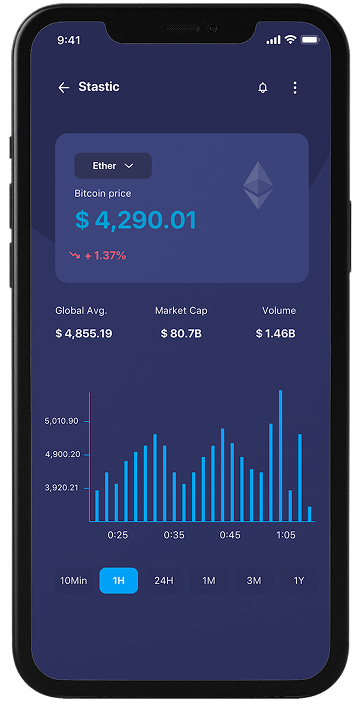 9:41
Stastic
Ether
Bitcoin price
$ 4,290.01
+ 1.37%
Global Avg. Market Cap Volume
$ 4,855.19 $ 80.7B $ 1.46B
5,010.90
4,900.20
3,920.21
0:25 0:35 0:45 1:05
10Min 1H 24H 1M 3M 1Y